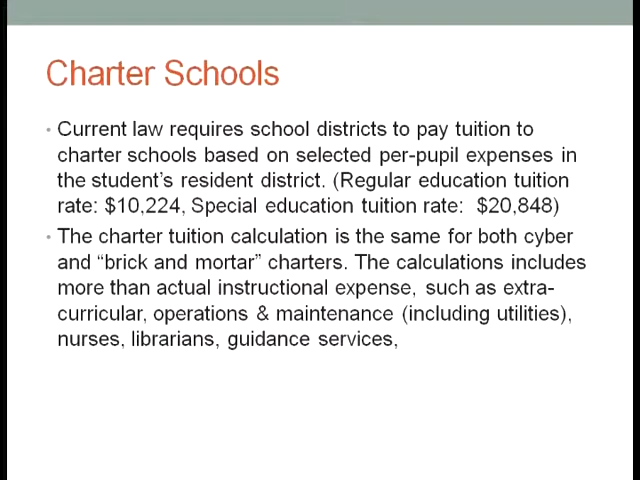 Charter Schools
• Current law requires school districts to pay tuition to
charter schools based on selected per-pupil expenses in
the student's resident district. (Regular education tuition
rate: $10,224, Special education tuition rate:  $20,848)
• The charter tuition calculation is the same for both cyber
and “brick and mortar” charters. The calculations includes
more than actual instructional expense, such as extra-
curricular, operations & maintenance (including utilities),
nurses, librarians, guidance services,